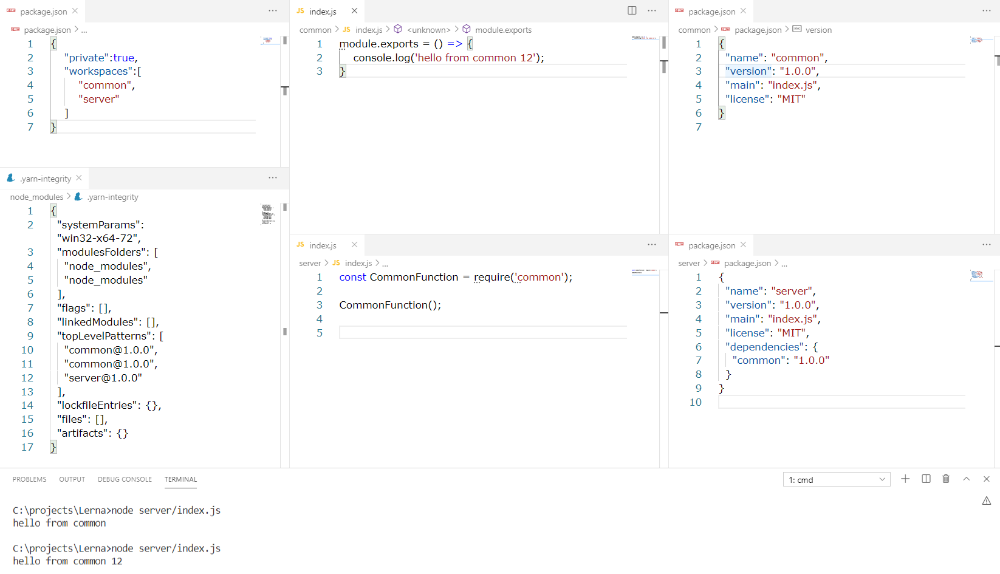 package.json
package.json > ...
1 {
2 "private":true,
3 "workspaces":[
4 "common",
5 "server"
6 ]
7 }
.yarn-integrity
node_modules > .yarn-integrity
1 {
2 "systemParams":
"win32-x64-72",
3 "modulesFolders": [
4 "node_modules",
5 "node_modules"
6 ],
7 "flags": [],
8 "linkedModules": [],
9 "topLevelPatterns": [
10 "common@1.0.0",
11 "common@1.0.0",
12 "server@1.0.0"
13 ],
14 "lockfileEntries": {},
15 "files": [],
16 "artifacts": {}
17 }
JS index.js
common > JS index.js > <unknown> > module.exports
1 module.exports = () => {
2 console.log('hello from common 12');
3 }
JS index.js
server > JS index.js > ...
1 const CommonFunction = require('common');
2
3 CommonFunction();
4
5
package.json
common > package.json > abc version
1 {
2 "name": "common",
3 "version": "1.0.0",
4 "main": "index.js",
5 "license": "MIT"
6 }
7
package.json
server > package.json > ...
1 {
2 "name": "server",
3 "version": "1.0.0",
4 "main": "index.js",
5 "license": "MIT",
6 "dependencies": {
7 "common": "1.0.0"
8 }
9 }
10
PROBLEMS OUTPUT DEBUG CONSOLE TERMINAL 1: cmd
C:\projects\Lerna>node server/index.js
hello from common
C:\projects\Lerna>node server/index.js
hello from common 12